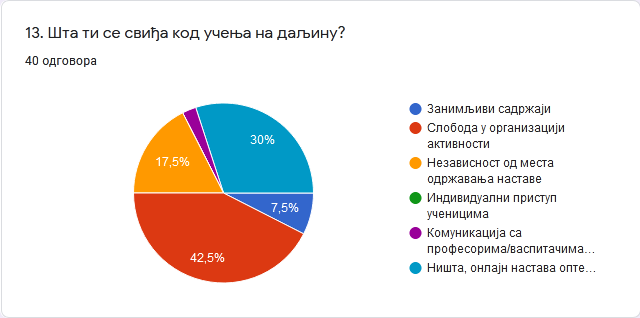 13. Шта ти се свиђа код учења на даљину?
40 одговора
30%
17,5%
7,5%
42,5%
Занимљиви садржаји
Слобода у организацији
активности
Независност од места
одржавања наставе
Индивидуални приступ
ученицима
Комуникација са
професорима/васпитачима…
Ништа, онлајн настава опте…